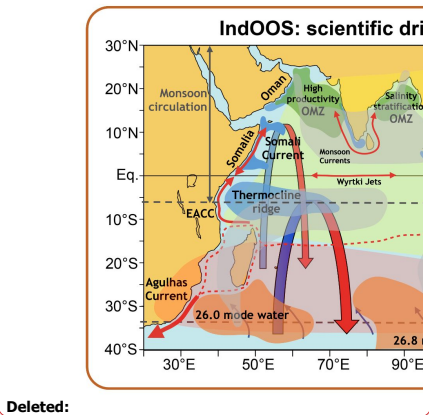 IndOOS: scientific dri
30°N
20°N
10°N
Eq.
10°S
20°S
30°S
40°S
30°E
50°E
70°E
90°E
Monsoon
circulation
Oman
High
productivity
OMZ
Salinity
stratificatio
OMZ
Somalia
Somali
Current
Monsoon
Currents
Wyrtki Jets
Thermocline
ridge
EACC
Agulhas
Current
26.0 mode water
26.8
Deleted: